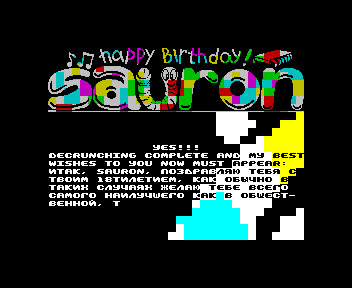 happy Birthday!
sauron
YES!!!
DECRUNCHING COMPLETE AND MY BEST
WISHES TO YOU NOW MUST APPEAR:
ИТАК, SAURON, ПОЗДРАВЛЯЮ ТЕБЯ С
ТВОИМ 18ТИЛЕТИЕМ, КАК ОБЫЧНО В
ТАКИХ СЛУЧАЯХ ЖЕЛАЮ ТЕБЕ ВСЕГО
САМОГО НАИЛУЧШЕГО КАК В ОБЩЕСТ-
ВЕННОЙ, Т